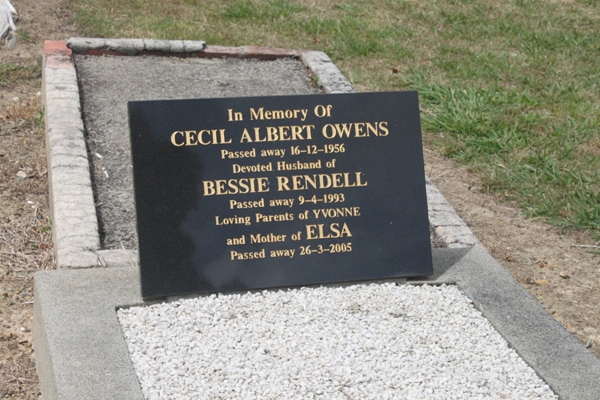 In Memory Of
CECIL ALBERT OWENS
Passed away 16-12-1956
Devoted Husband of
BESSIE RENDELL
Passed away 9-4-1993
Loving Parents of YVONNE
and Mother of ELSA
Passed away 26-3-2005